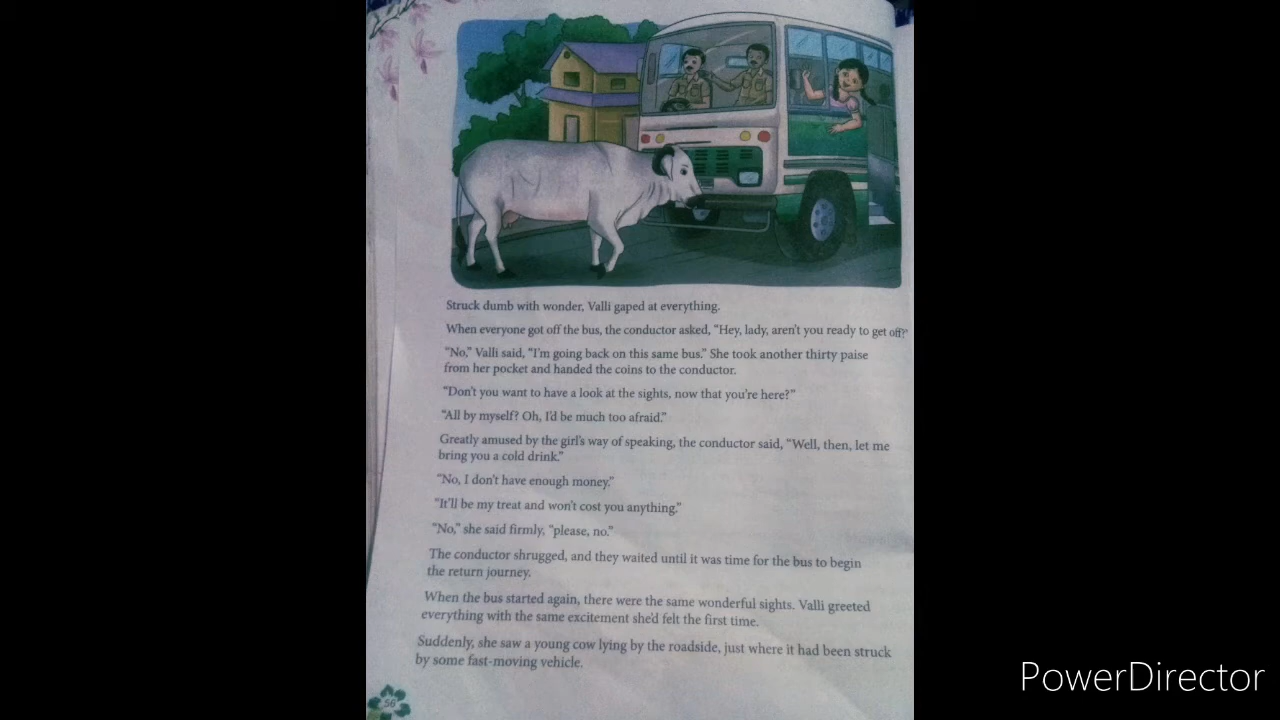 Struck dumb with wonder, Valli gaped at everything.
When everyone got off the bus, the conductor asked, "Hey, lady, aren't you ready to get off?"
"No," Valli said, "I'm going back on this same bus." She took another thirty paise
from her pocket and handed the coins to the conductor.
"Don't you want to have a look at the sights, now that you're here?"
"All by myself? Oh, I'd be much too afraid."
Greatly amused by the girl's way of speaking, the conductor said, "Well, then, let me
bring you a cold drink."
"No, I don't have enough money."
"It'll be my treat and won't cost you anything."
"No," she said firmly, "please, no."
The conductor shrugged, and they waited until it was time for the bus to begin
the return journey.
When the bus started again, there were the same wonderful sights. Valli greeted
everything with the same excitement she'd felt the first time.
Suddenly, she saw a young cow lying by the roadside, just where it had been struck
by some fast-moving vehicle.
56
PowerDirector